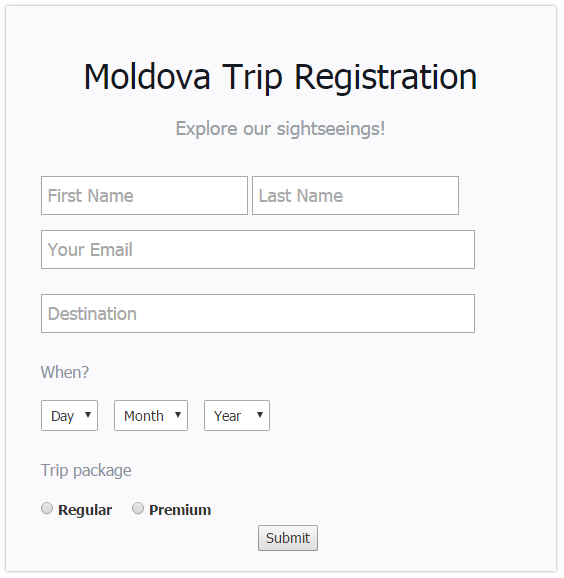 Moldova Trip Registration
Explore our sightseeings!
First Name Last Name
Your Email
Destination
When?
Day Month Year
Trip package
Regular Premium
Submit